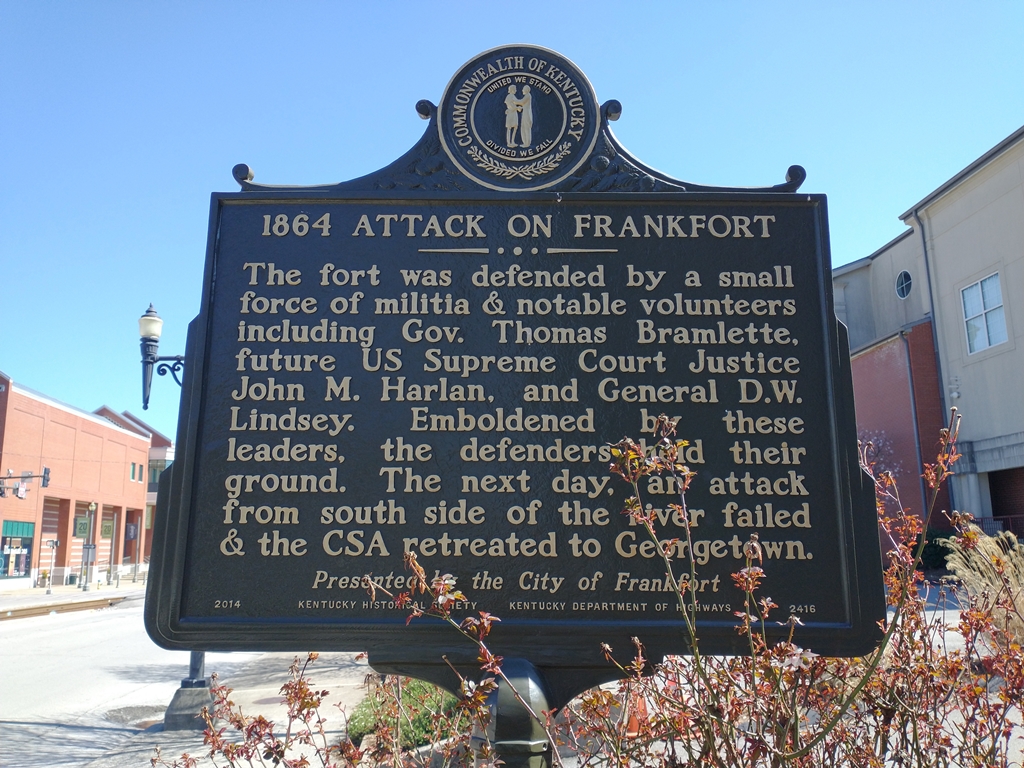 COMMONWEALTH OF KENTUCKY
UNITED WE STAND
DIVIDED WE FALL
1864 ATTACK ON FRANKFORT
The fort was defended by a small
force of militia & notable volunteers
including Gov. Thomas Bramlette,
future US Supreme Court Justice
John M. Harlan, and General D.W.
Lindsey. Emboldened by these
leaders, the defenders held their
ground. The next day, an attack
from south side of the river failed
& the CSA retreated to Georgetown.
Presented by the City of Frankfort
2014 KENTUCKY HISTORICAL SOCIETY KENTUCKY DEPARTMENT OF HIGHWAYS 2416